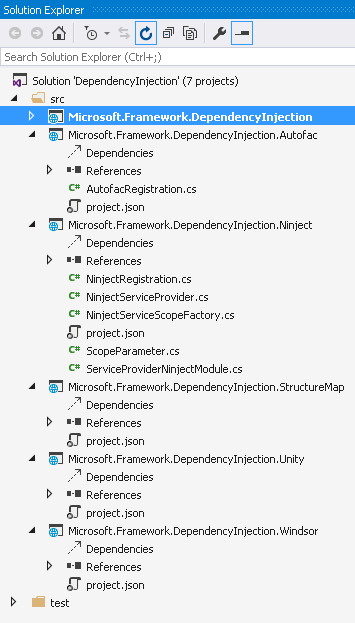 Solution Explorer
Search Solution Explorer (Ctrl+;)
Solution 'DependencyInjection' (7 projects)
src
Microsoft.Framework.DependencyInjection
Microsoft.Framework.DependencyInjection.Autofac
Dependencies
References
C# AutofacRegistration.cs
project.json
Microsoft.Framework.DependencyInjection.Ninject
Dependencies
References
C# NinjectRegistration.cs
C# NinjectServiceProvider.cs
C# NinjectServiceScopeFactory.cs
project.json
C# ScopeParameter.cs
C# ServiceProviderNinjectModule.cs
Microsoft.Framework.DependencyInjection.StructureMap
Dependencies
References
project.json
Microsoft.Framework.DependencyInjection.Unity
Dependencies
References
project.json
Microsoft.Framework.DependencyInjection.Windsor
Dependencies
References
project.json
test